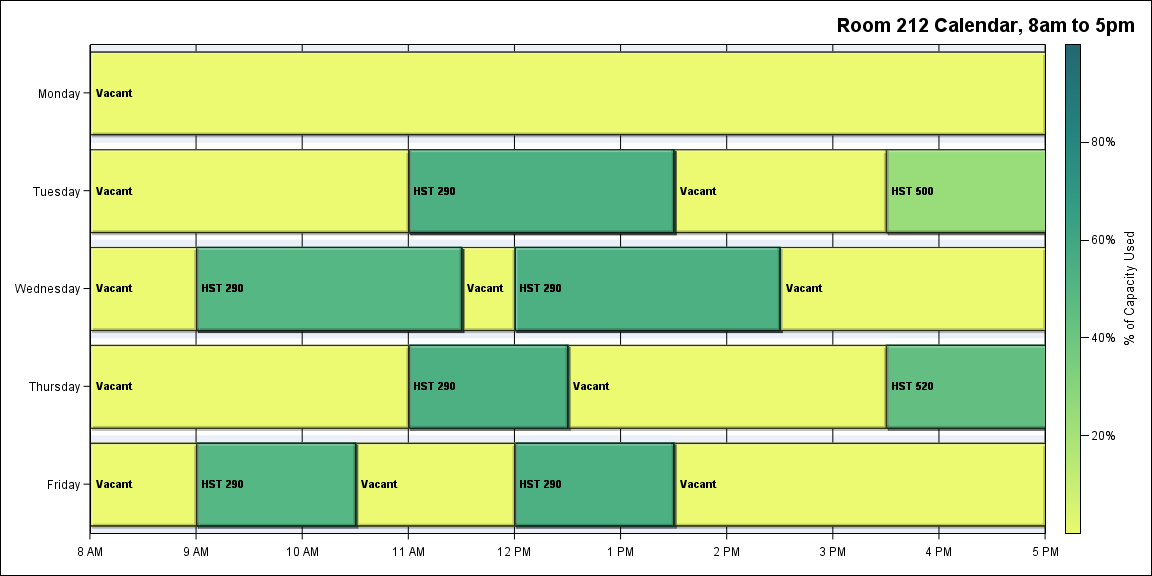 Room 212 Calendar, 8am to 5pm
Monday
Vacant
Tuesday
Vacant
HST 290
Vacant
HST 500
Wednesday
Vacant
HST 290
Vacant
HST 290
Vacant
Thursday
Vacant
HST 290
Vacant
HST 520
Friday
Vacant
HST 290
Vacant
HST 290
Vacant
8 AM
9 AM
10 AM
11 AM
12 PM
1 PM
2 PM
3 PM
4 PM
5 PM
80%
60%
40%
20%
% of Capacity Used